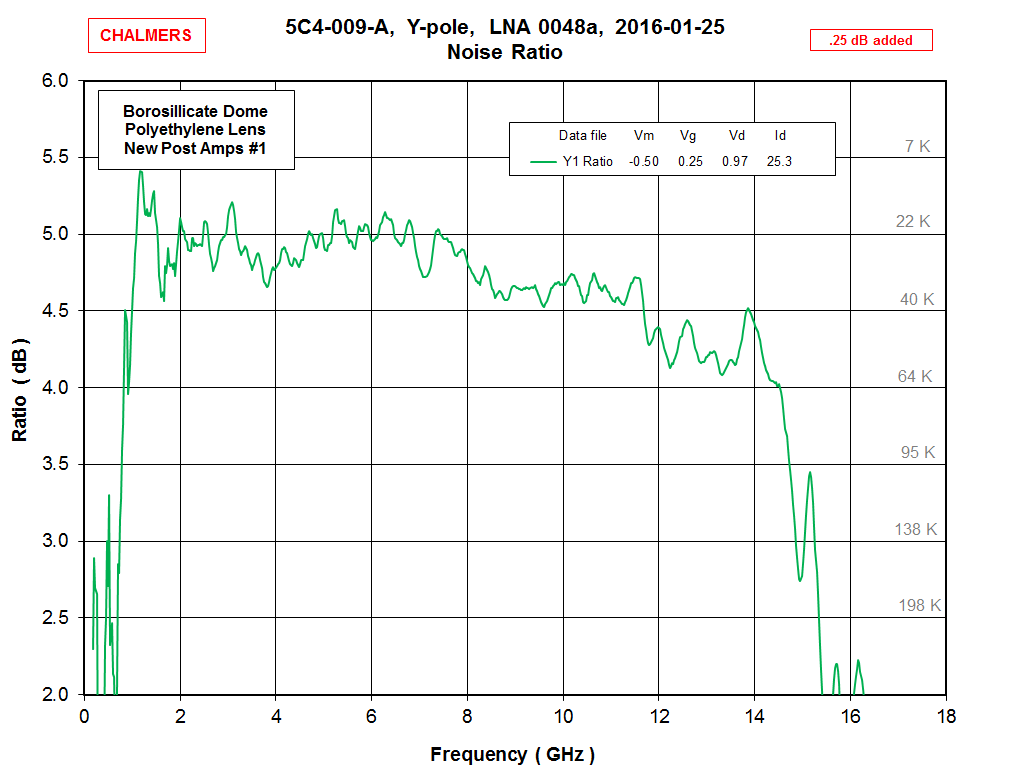 CHALMERS
5C4-009-A, Y-pole, LNA 0048a, 2016-01-25
Noise Ratio
.25 dB added
Borosillicate Dome
Polyethylene Lens
New Post Amps #1
Data file Vm Vg Vd Id
Y1 Ratio -0.50 0.25 0.97 25.3
6.0
5.5
5.0
4.5
4.0
3.5
3.0
2.5
2.0
7 K
22 K
40 K
64 K
95 K
138 K
198 K
Ratio ( dB )
0 2 4 6 8 10 12 14 16 18
Frequency ( GHz )